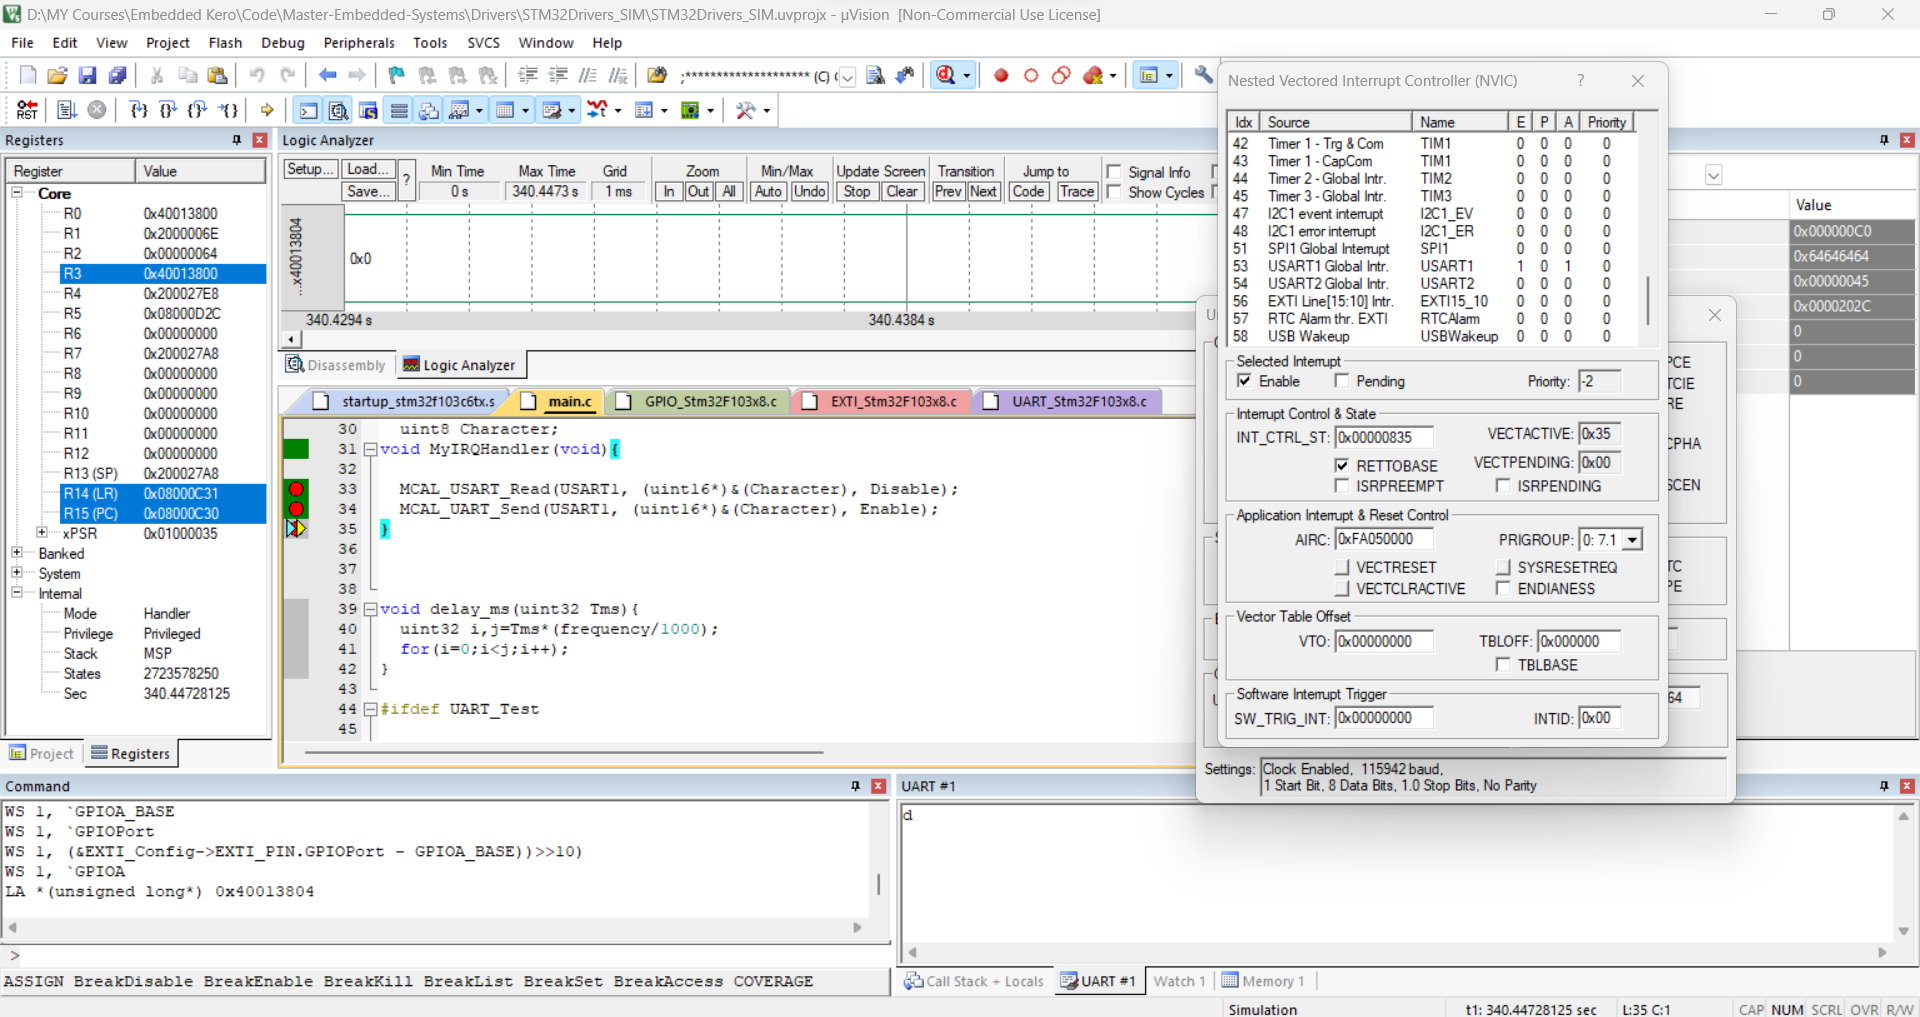 D:\MY Courses\Embedded Kero\Code\Master-Embedded-Systems\Drivers\STM32Drivers_SIM\STM32Drivers_SIM.uvprojx - µVision [Non-Commercial Use License]
File Edit View Project Flash Debug Peripherals Tools SVCS Window Help
;******************** (C) (
RST
Registers
Register Value
Core
R0 0x40013800
R1 0x2000006E
R2 0x00000064
R3 0x40013800
R4 0x200027E8
R5 0x08000D2C
R6 0x00000000
R7 0x200027A8
R8 0x00000000
R9 0x00000000
R10 0x00000000
R11 0x00000000
R12 0x00000000
R13 (SP) 0x200027A8
R14 (LR) 0x08000C31
R15 (PC) 0x08000C30
xPSR 0x01000035
Banked
System
Internal
Mode Handler
Privilege Privileged
Stack MSP
States 2723578250
Sec 340.44728125
Project Registers
Logic Analyzer
Setup... Load... Save... ?
Min Time Max Time Grid Zoom Min/Max Update Screen Transition Jump to Signal Info
0 s 340.4473 s 1 ms In Out All Auto Undo Stop Clear Prev Next Code Trace Show Cycles
...x40013804
0x0
340.4294 s 340.4384 s
Disassembly Logic Analyzer
startup_stm32f103c6tx.s main.c GPIO_Stm32F103x8.c EXTI_Stm32F103x8.c UART_Stm32F103x8.c
30 uint8 Character;
31 void MyIRQHandler(void){
32
33 MCAL_USART_Read(USART1, (uint16*)&(Character), Disable);
34 MCAL_UART_Send(USART1, (uint16*)&(Character), Enable);
35 }
36
37
38
39 void delay_ms(uint32 Tms){
40 uint32 i,j=Tms*(frequency/1000);
41 for(i=0;i<j;i++);
42 }
43
44 #ifdef UART_Test
45
Nested Vectored Interrupt Controller (NVIC) ?
Idx Source Name E P A Priority
42 Timer 1 - Trg & Com TIM1 0 0 0 0
43 Timer 1 - CapCom TIM1 0 0 0 0
44 Timer 2 - Global Intr. TIM2 0 0 0 0
45 Timer 3 - Global Intr. TIM3 0 0 0 0
47 I2C1 event interrupt I2C1_EV 0 0 0 0
48 I2C1 error interrupt I2C1_ER 0 0 0 0
51 SPI1 Global Interrupt SPI1 0 0 0 0
53 USART1 Global Intr. USART1 1 0 1 0
54 USART2 Global Intr. USART2 0 0 0 0
56 EXTI Line[15:10] Intr. EXTI15_10 0 0 0 0
57 RTC Alarm thr. EXTI RTCAlarm 0 0 0 0
58 USB Wakeup USBWakeup 0 0 0 0
Selected Interrupt
Enable Pending Priority: -2
Interrupt Control & State
INT_CTRL_ST: 0x00000835 VECTACTIVE: 0x35
RETTOBASE VECTPENDING: 0x00
ISRPREEMPT ISRPENDING
Application Interrupt & Reset Control
AIRC: 0xFA050000 PRIGROUP: 0: 7.1
VECTRESET SYSRESETREQ
VECTCLRACTIVE ENDIANESS
Vector Table Offset
VTO: 0x00000000 TBLOFF: 0x000000
TBLBASE
Software Interrupt Trigger
SW_TRIG_INT: 0x00000000 INTID: 0x00
PCE
TCIE
RE
CPHA
SCEN
TC
PE
64
Settings: Clock Enabled, 115942 baud,
1 Start Bit, 8 Data Bits, 1.0 Stop Bits, No Parity
Value
0x000000C0
0x64646464
0x00000045
0x0000202C
0
0
0
Command
WS 1, `GPIOA_BASE
WS 1, `GPIOPort
WS 1, (&EXTI_Config->EXTI_PIN.GPIOPort - GPIOA_BASE))>>10)
WS 1, `GPIOA
LA *(unsigned long*) 0x40013804
>
ASSIGN BreakDisable BreakEnable BreakKill BreakList BreakSet BreakAccess COVERAGE
UART #1
d
Call Stack + Locals UART #1 Watch 1 Memory 1
Simulation t1: 340.44728125 sec L:35 C:1 CAP NUM SCRL OVR R/W